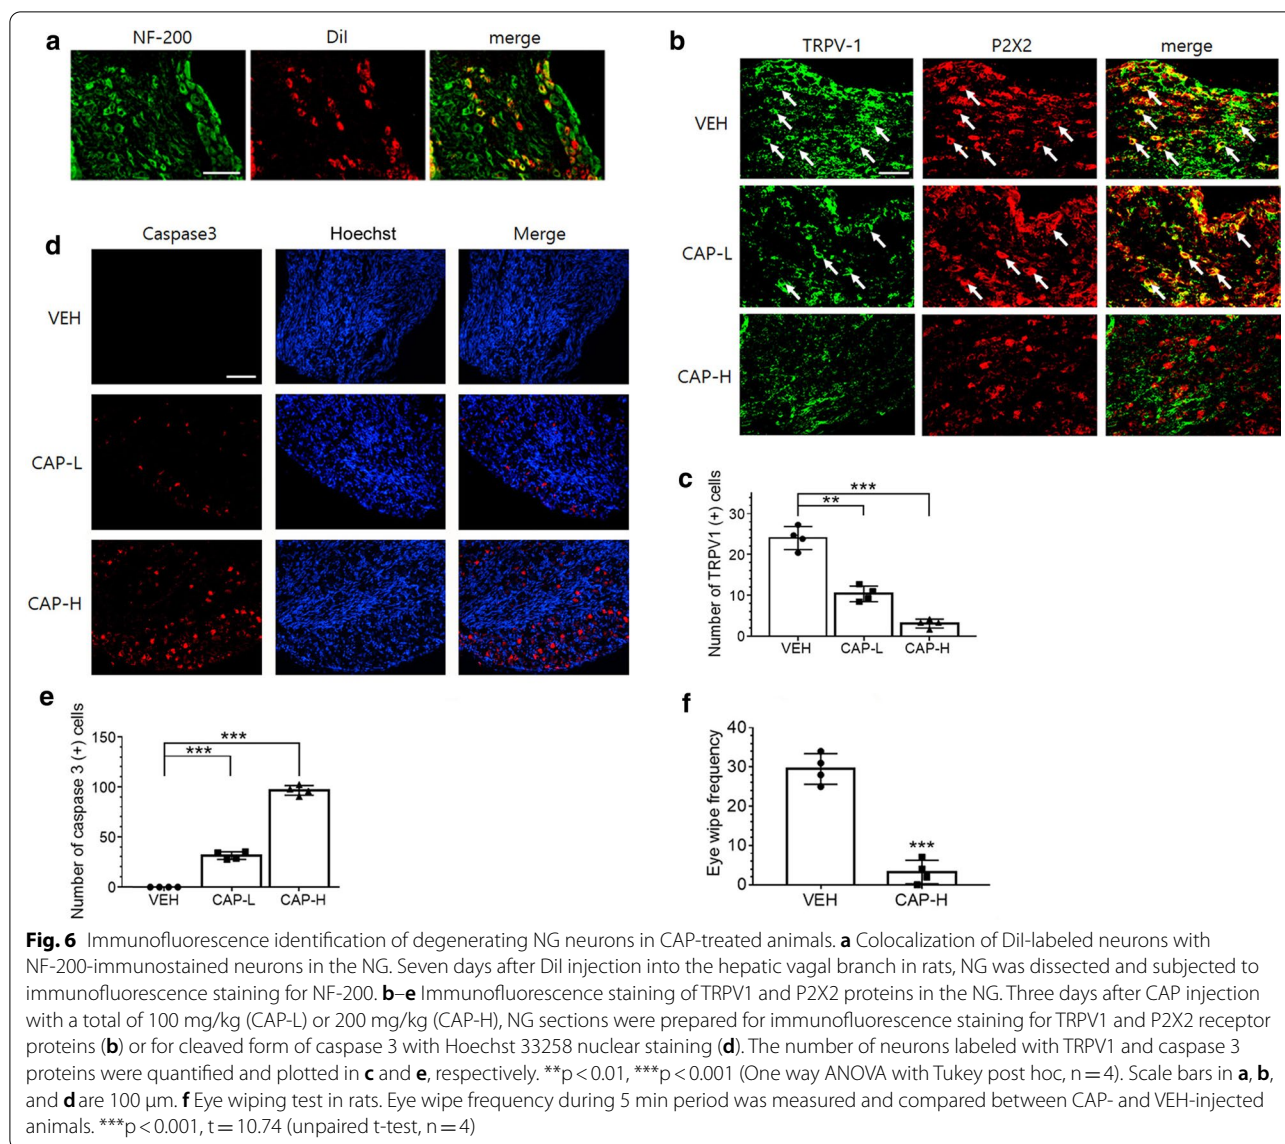 a
NF-200 DiI merge
b
TRPV-1 P2X2 merge
VEH
CAP-L
CAP-H
d
Caspase3 Hoechst Merge
VEH
CAP-L
CAP-H
c
Number of TRPV1 (+) cells
30
20
10
0
**
***
VEH CAP-L CAP-H
e
Number of caspase 3 (+) cells
150
100
50
0
***
***
VEH CAP-L CAP-H
f
Eye wipe frequency
40
30
20
10
0
***
VEH CAP-H
Fig. 6 Immunofluorescence identification of degenerating NG neurons in CAP-treated animals. a Colocalization of DiI-labeled neurons with
NF-200-immunostained neurons in the NG. Seven days after DiI injection into the hepatic vagal branch in rats, NG was dissected and subjected to
immunofluorescence staining for NF-200. b–e Immunofluorescence staining of TRPV1 and P2X2 proteins in the NG. Three days after CAP injection
with a total of 100 mg/kg (CAP-L) or 200 mg/kg (CAP-H), NG sections were prepared for immunofluorescence staining for TRPV1 and P2X2 receptor
proteins (b) or for cleaved form of caspase 3 with Hoechst 33258 nuclear staining (d). The number of neurons labeled with TRPV1 and caspase 3
proteins were quantified and plotted in c and e, respectively. **p < 0.01, ***p < 0.001 (One way ANOVA with Tukey post hoc, n = 4). Scale bars in a, b,
and d are 100 µm. f Eye wiping test in rats. Eye wipe frequency during 5 min period was measured and compared between CAP- and VEH-injected
animals. ***p < 0.001, t = 10.74 (unpaired t-test, n = 4)